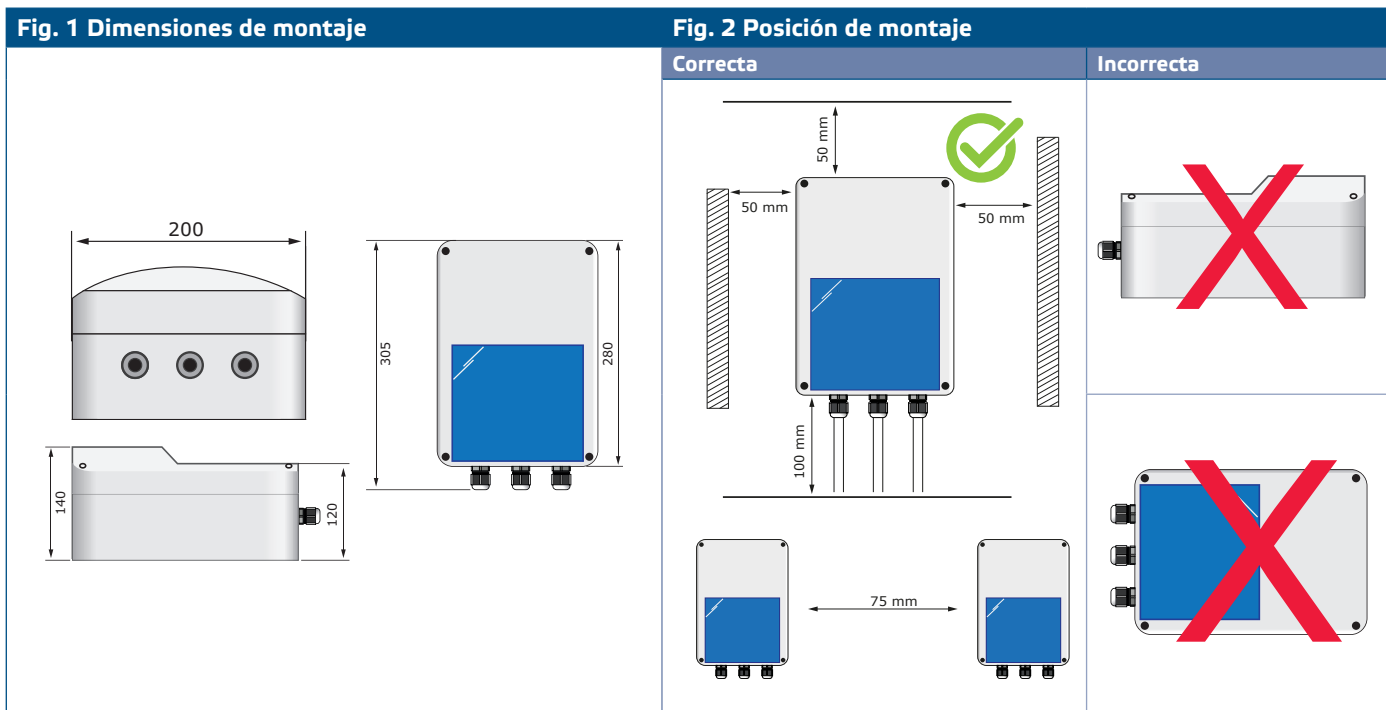 Fig. 1 Dimensiones de montaje
200
305
280
140
120
Fig. 2 Posición de montaje
Correcta
Incorrecta
50 mm
50 mm
50 mm
100 mm
75 mm